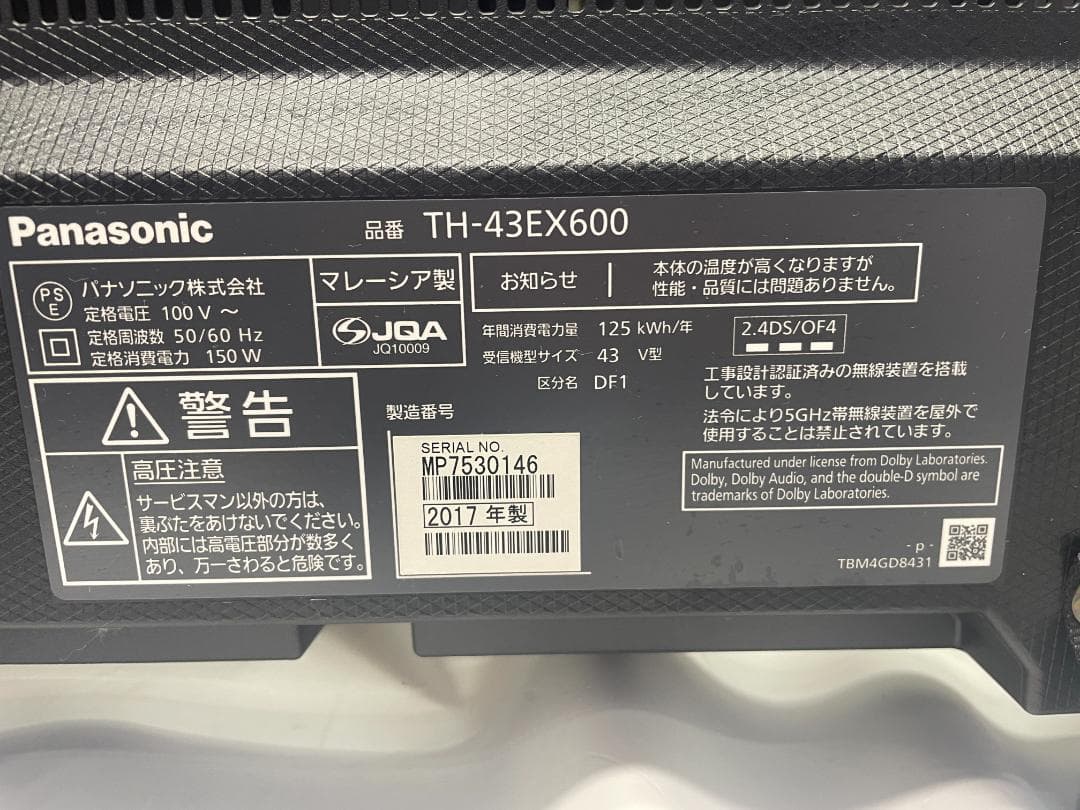 Panasonic
品番 TH-43EX600
PS E
パナソニック株式会社
定格電圧 100 V ～
定格周波数 50/60 Hz
定格消費電力 150 W
マレーシア製
JQA
JQ10009
お知らせ
本体の温度が高くなりますが
性能・品質には問題ありません。
年間消費電力量 125 kWh/年
受信機型サイズ 43 V型
区分名 DF1
2.4DS/OF4
工事設計認証済みの無線装置を搭載
しています。
法令により5GHz帯無線装置を屋外で
使用することは禁止されています。
警告
高圧注意
サービスマン以外の方は、
裏ぶたをあけないでください。
内部には高電圧部分が数多く
あり、万一さわると危険です。
製造番号
SERIAL NO.
MP7530146
2017 年製
Manufactured under license from Dolby Laboratories.
Dolby, Dolby Audio, and the double-D symbol are
trademarks of Dolby Laboratories.
- p -
TBM4GD8431